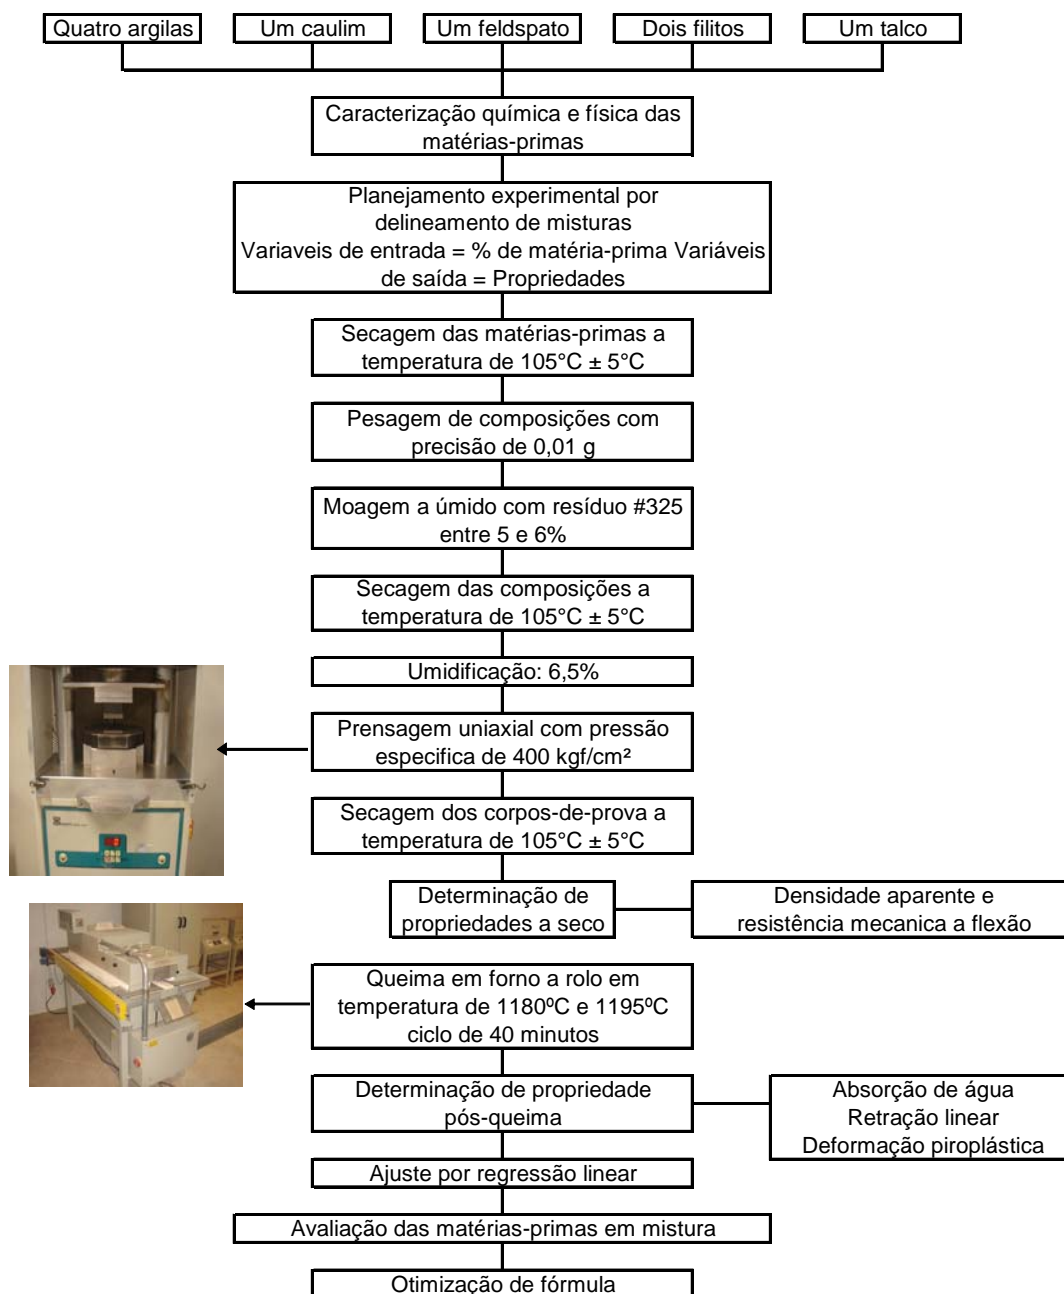 Quatro argilas
Um caulim
Um feldspato
Dois filitos
Um talco
Caracterização química e física das
matérias-primas
Planejamento experimental por
delineamento de misturas
Variaveis de entrada = % de matéria-prima Variáveis
de saída = Propriedades
Secagem das matérias-primas a
temperatura de 105°C ± 5°C
Pesagem de composições com
precisão de 0,01 g
Moagem a úmido com resíduo #325
entre 5 e 6%
Secagem das composições a
temperatura de 105°C ± 5°C
Umidificação: 6,5%
Prensagem uniaxial com pressão
especifica de 400 kgf/cm²
Secagem dos corpos-de-prova a
temperatura de 105°C ± 5°C
Determinação de
propriedades a seco
Densidade aparente e
resistência mecanica a flexão
Queima em forno a rolo em
temperatura de 1180ºC e 1195ºC
ciclo de 40 minutos
Determinação de propriedade
pós-queima
Absorção de água
Retração linear
Deformação piroplástica
Ajuste por regressão linear
Avaliação das matérias-primas em mistura
Otimização de fórmula